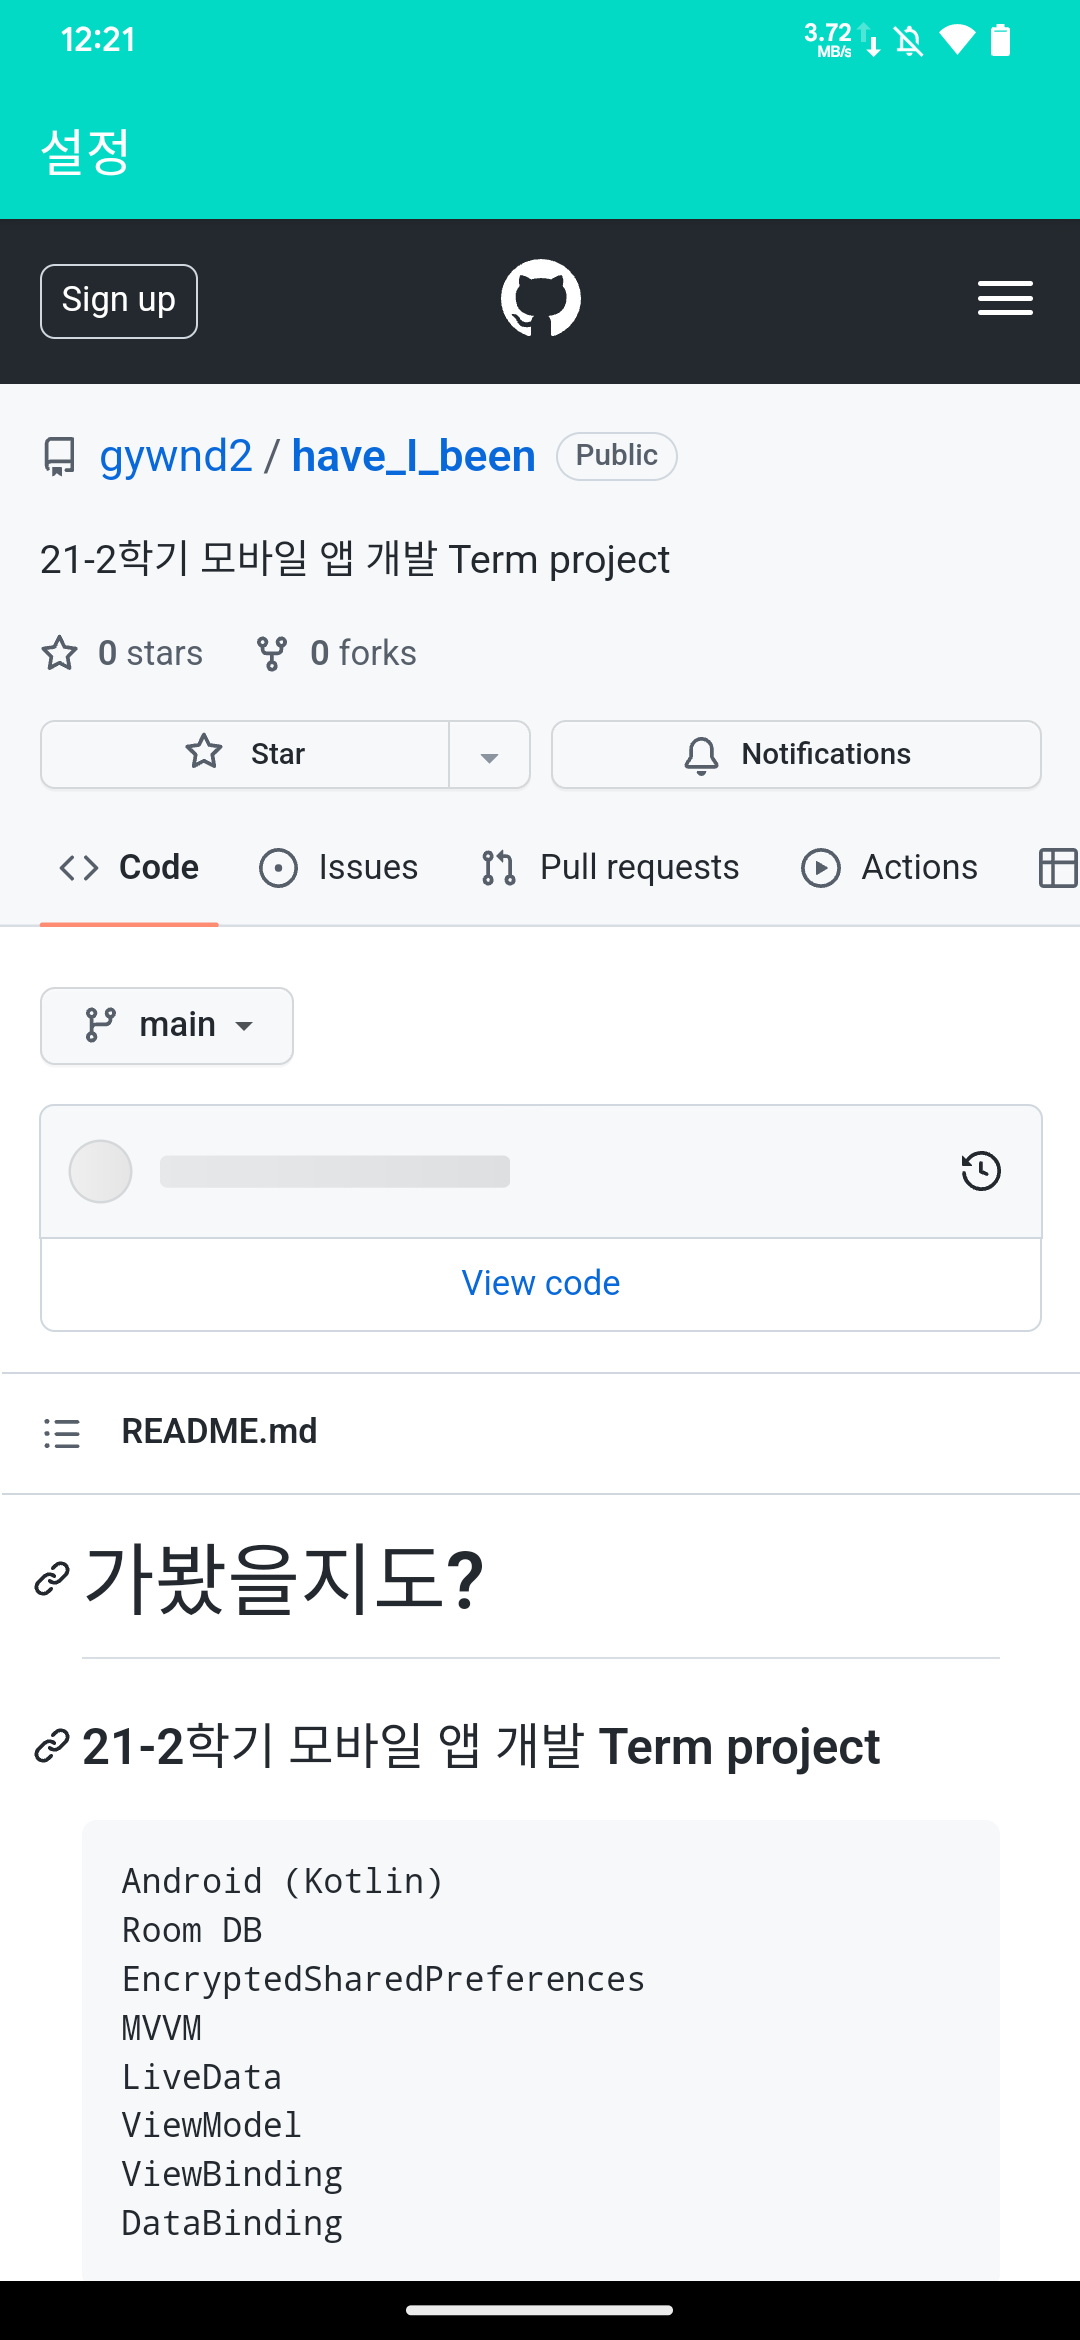 12:21
3.72
MB/s
설정
Sign up
gywnd2 / have_I_been Public
21-2학기 모바일 앱 개발 Term project
0 stars 0 forks
Star Notifications
Code Issues Pull requests Actions
main
View code
README.md
가봤을지도?
21-2학기 모바일 앱 개발 Term project
Android (Kotlin)
Room DB
EncryptedSharedPreferences
MVVM
LiveData
ViewModel
ViewBinding
DataBinding